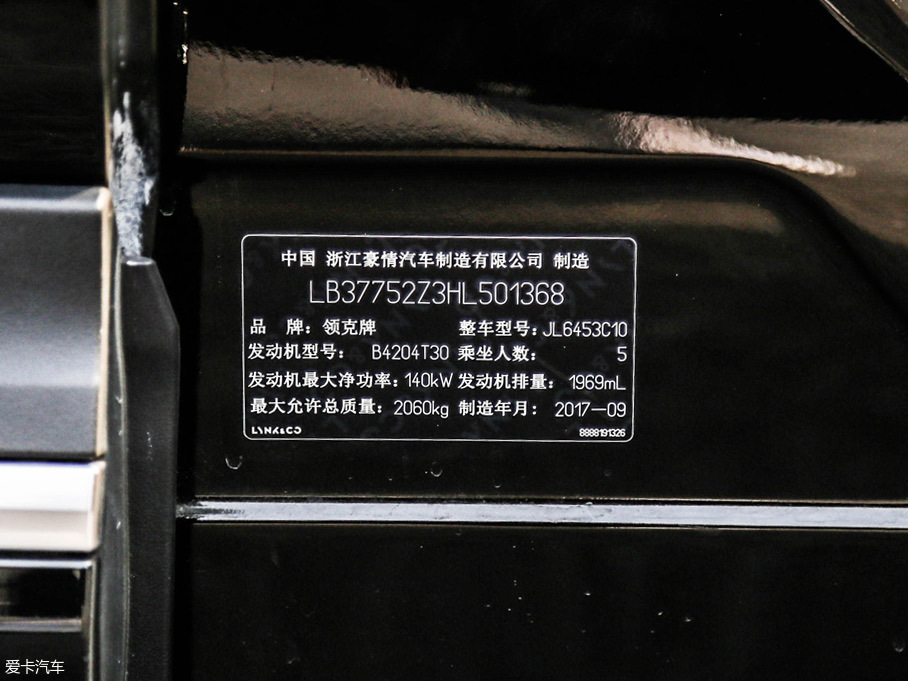 中国 浙江豪情汽车制造有限公司 制造
LB37752Z3HL501368
品 牌：领克牌 整车型号：JL6453C10
发动机型号： B4204T30 乘坐人数： 5
发动机最大净功率：140kW 发动机排量： 1969mL
最大允许总质量：2060kg 制造年月： 2017—09
LYNK&CO 8888191326
爱卡汽车